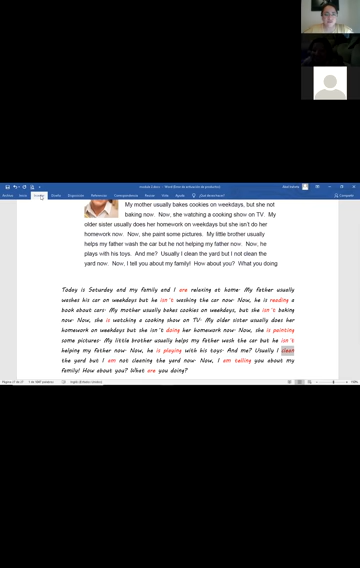 My mother usually bakes cookies on weekdays, but she not
baking now. Now, she watching a cooking show on TV. My
older sister usually does her homework on weekdays but she isn't do her
homework now. Now, she paint some pictures. My little brother usually
helps my father wash the car but he not helping my father now. Now, he
plays with his toys. And me? Usually I clean the yard but I not clean the
yard now. Now, I tell you about my family! How about you? What you doing
Today is Saturday and my family and I are relaxing at home. My father usually
washes his car on weekdays but he isn't washing the car now. Now, he is reading a
book about cars. My mother usually bakes cookies on weekdays, but she isn't baking
now. Now, she is watching a cooking show on TV. My older sister usually does her
homework on weekdays but she isn't doing her homework now. Now, she is painting
some pictures. My little brother usually helps my father wash the car but he isn't
helping my father now. Now, he is playing with his toys. And me? Usually I clean
the yard but I am not cleaning the yard now. Now, I am telling you about my
family! How about you? What are you doing?